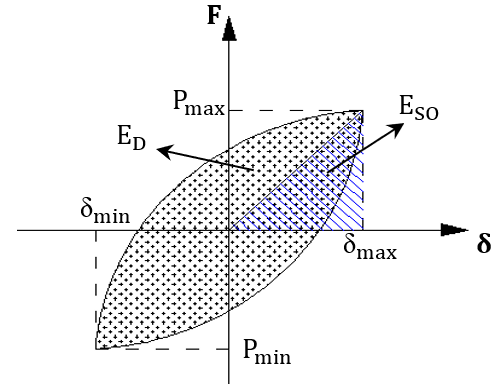 F
P_max
E_SO
E_D
δ_min
δ_max
δ
P_min